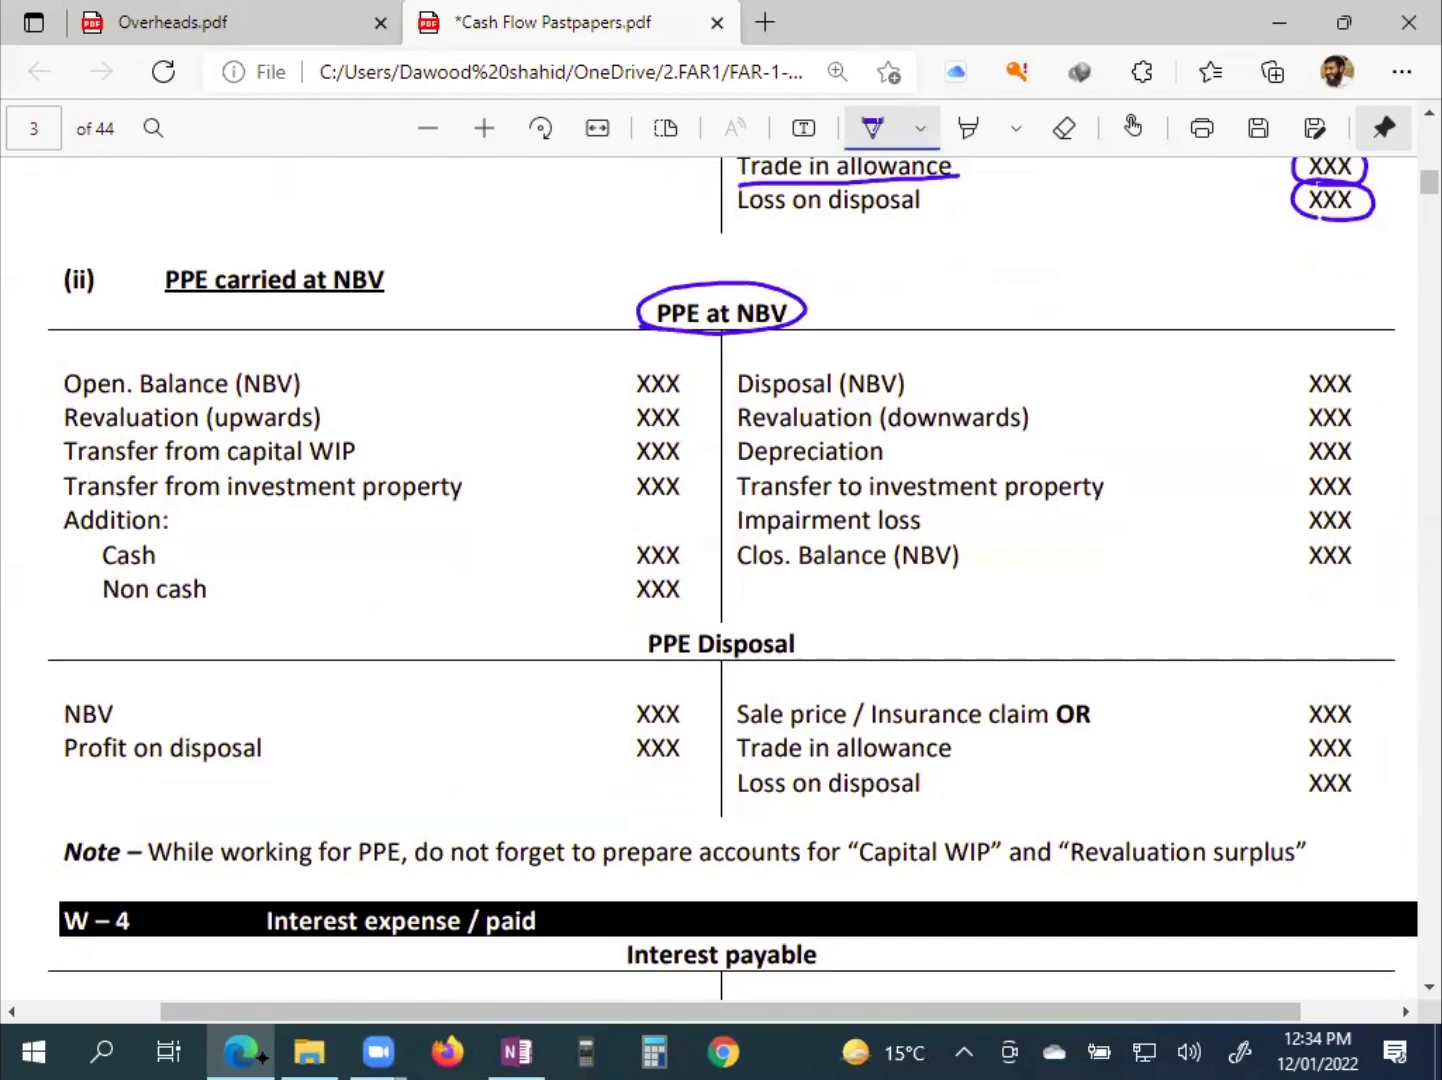 Overheads.pdf
*Cash Flow Pastpapers.pdf
File C:/Users/Dawood%20shahid/OneDrive/2.FAR1/FAR-1-...
3 of 44
Trade in allowance XXX
Loss on disposal XXX
(ii) PPE carried at NBV
PPE at NBV
Open. Balance (NBV) XXX Disposal (NBV) XXX
Revaluation (upwards) XXX Revaluation (downwards) XXX
Transfer from capital WIP XXX Depreciation XXX
Transfer from investment property XXX Transfer to investment property XXX
Addition: Impairment loss XXX
Cash XXX Clos. Balance (NBV) XXX
Non cash XXX
PPE Disposal
NBV XXX Sale price / Insurance claim OR XXX
Profit on disposal XXX Trade in allowance XXX
Loss on disposal XXX
Note – While working for PPE, do not forget to prepare accounts for “Capital WIP” and “Revaluation surplus”
W – 4 Interest expense / paid
Interest payable
15°C 12:34 PM
12/01/2022